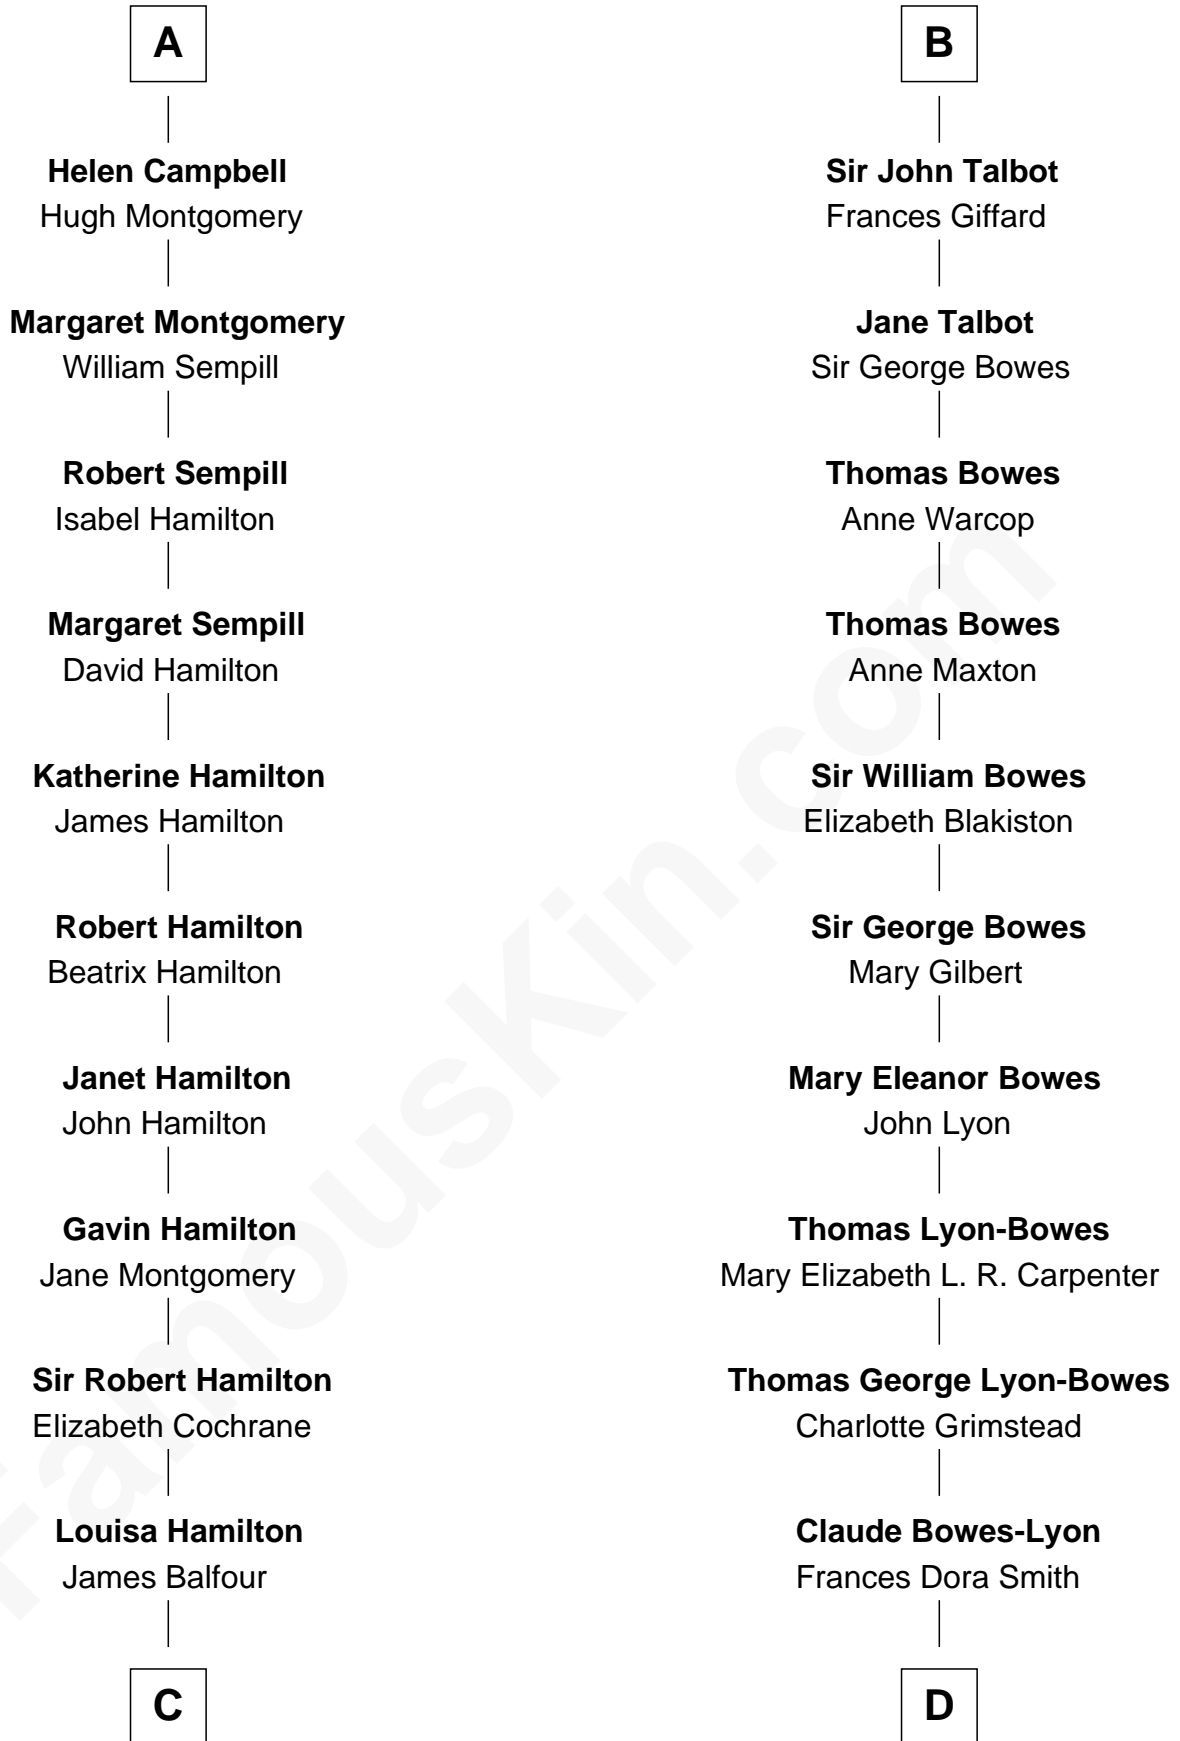 A
Helen Campbell
Hugh Montgomery
Margaret Montgomery
William Sempill
Robert Sempill
Isabel Hamilton
Margaret Sempill
David Hamilton
Katherine Hamilton
James Hamilton
Robert Hamilton
Beatrix Hamilton
Janet Hamilton
John Hamilton
Gavin Hamilton
Jane Montgomery
Sir Robert Hamilton
Elizabeth Cochrane
Louisa Hamilton
James Balfour
C
B
Sir John Talbot
Frances Giffard
Jane Talbot
Sir George Bowes
Thomas Bowes
Anne Warcop
Thomas Bowes
Anne Maxton
Sir William Bowes
Elizabeth Blakiston
Sir George Bowes
Mary Gilbert
Mary Eleanor Bowes
John Lyon
Thomas Lyon-Bowes
Mary Elizabeth L. R. Carpenter
Thomas George Lyon-Bowes
Charlotte Grimstead
Claude Bowes-Lyon
Frances Dora Smith
D
FamousKin.com